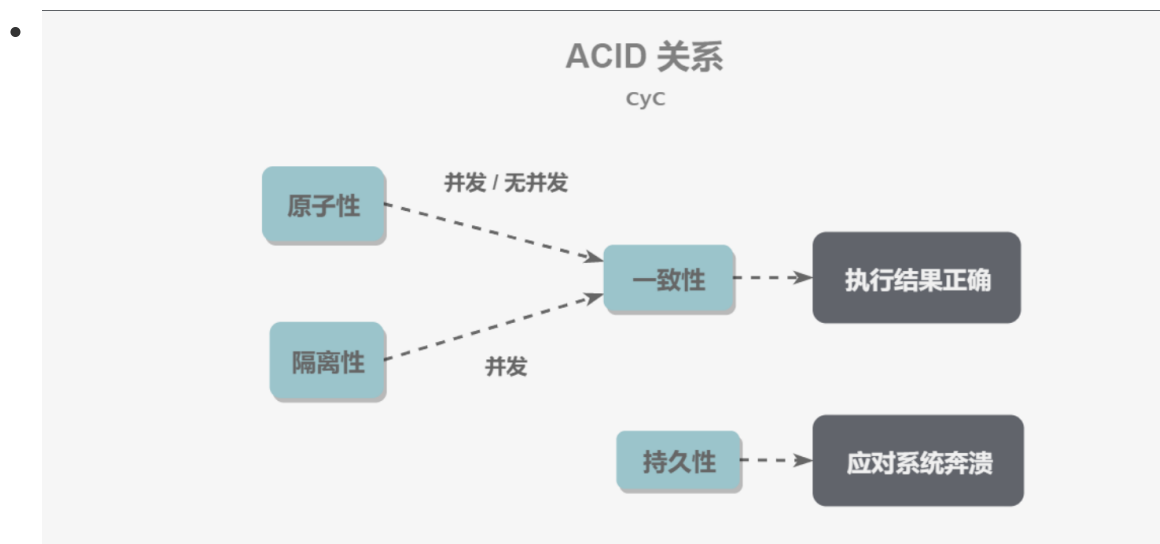 ACID 关系
CyC
并发 / 无并发
原子性
一致性
执行结果正确
隔离性
并发
持久性
应对系统奔溃